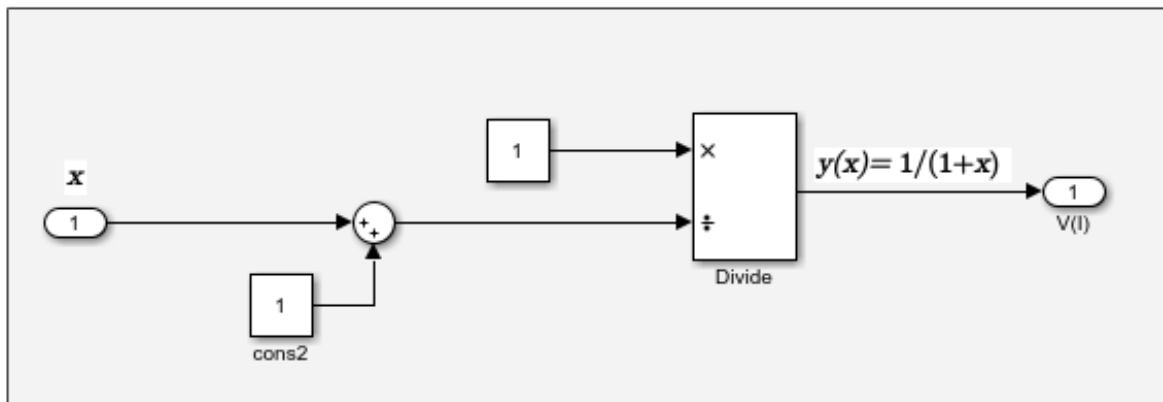 x
1
1
cons2
1
×
÷
Divide
y(x)= 1/(1+x)
1
V(I)